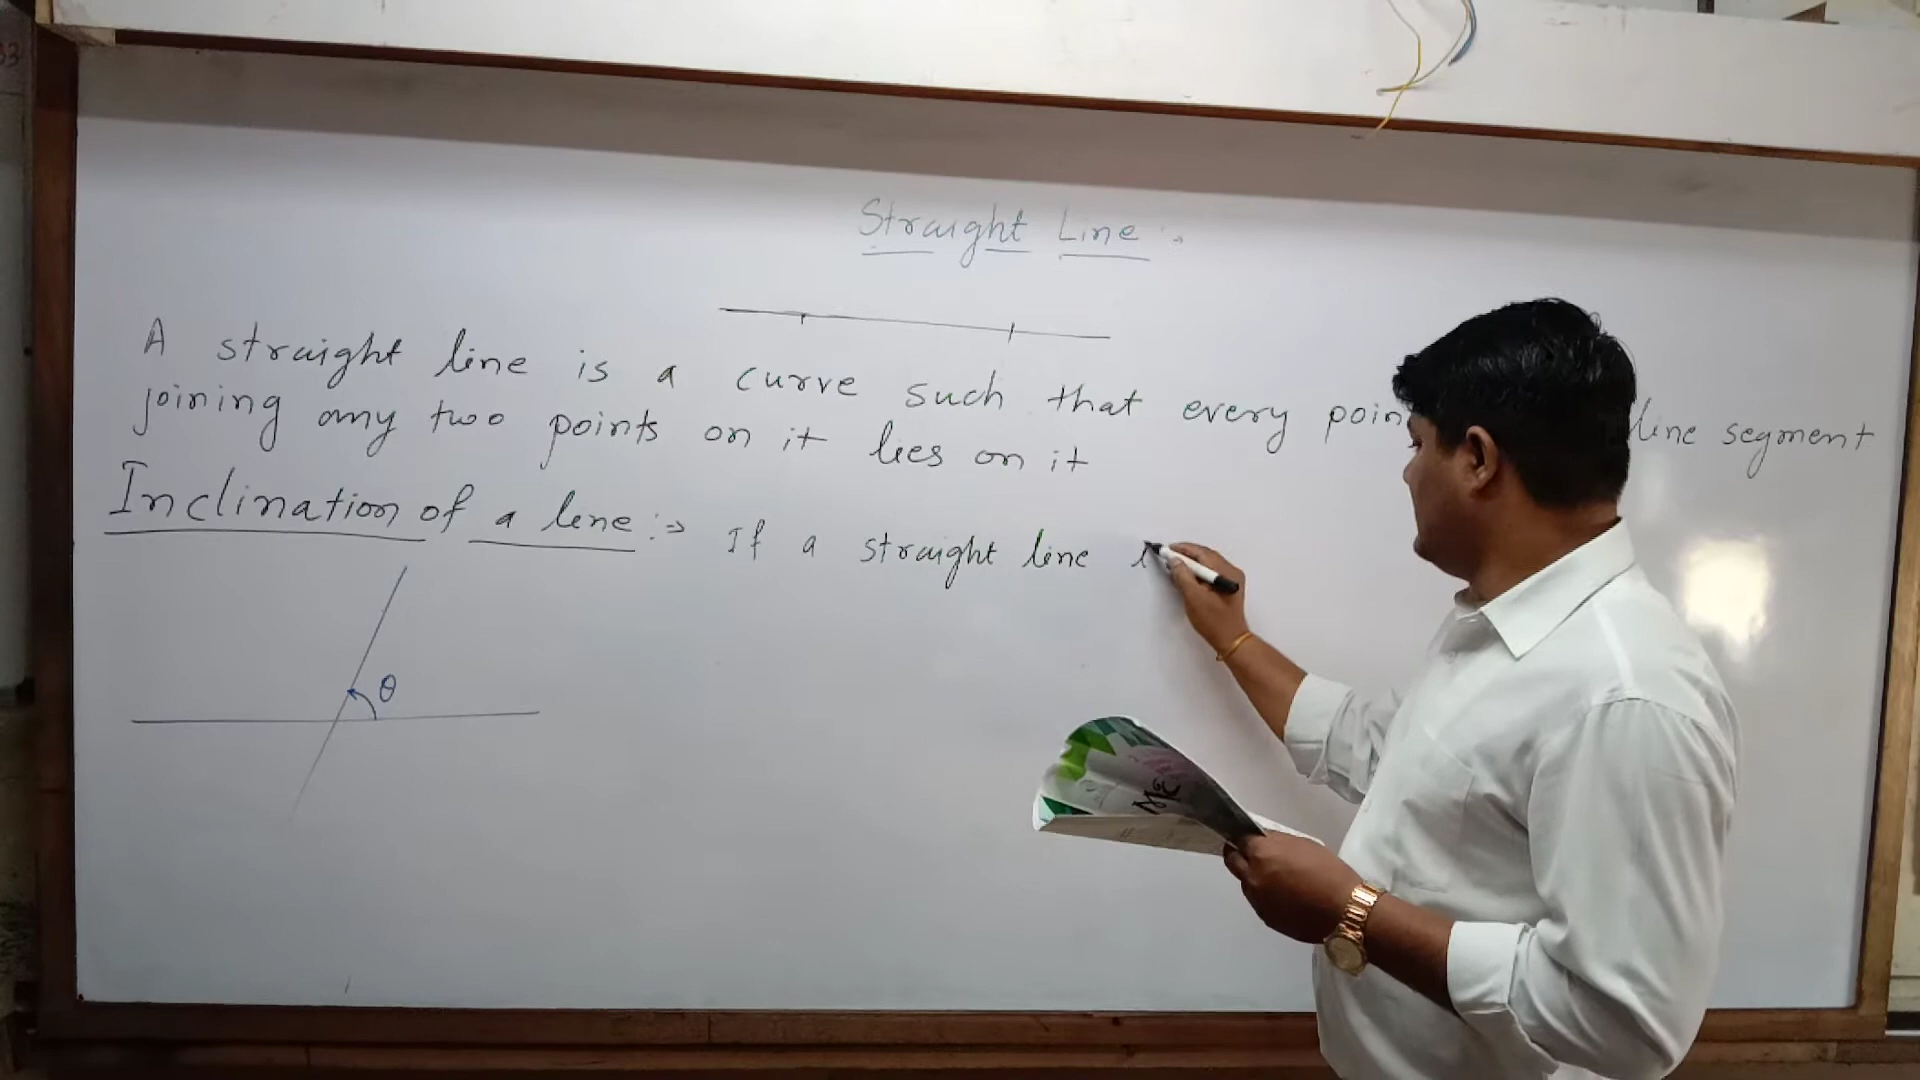 Straight Line :→
A straight line is a curve such that every poin line segment
joining any two points on it lies on it
Inclination of a line :→ If a straight line
θ